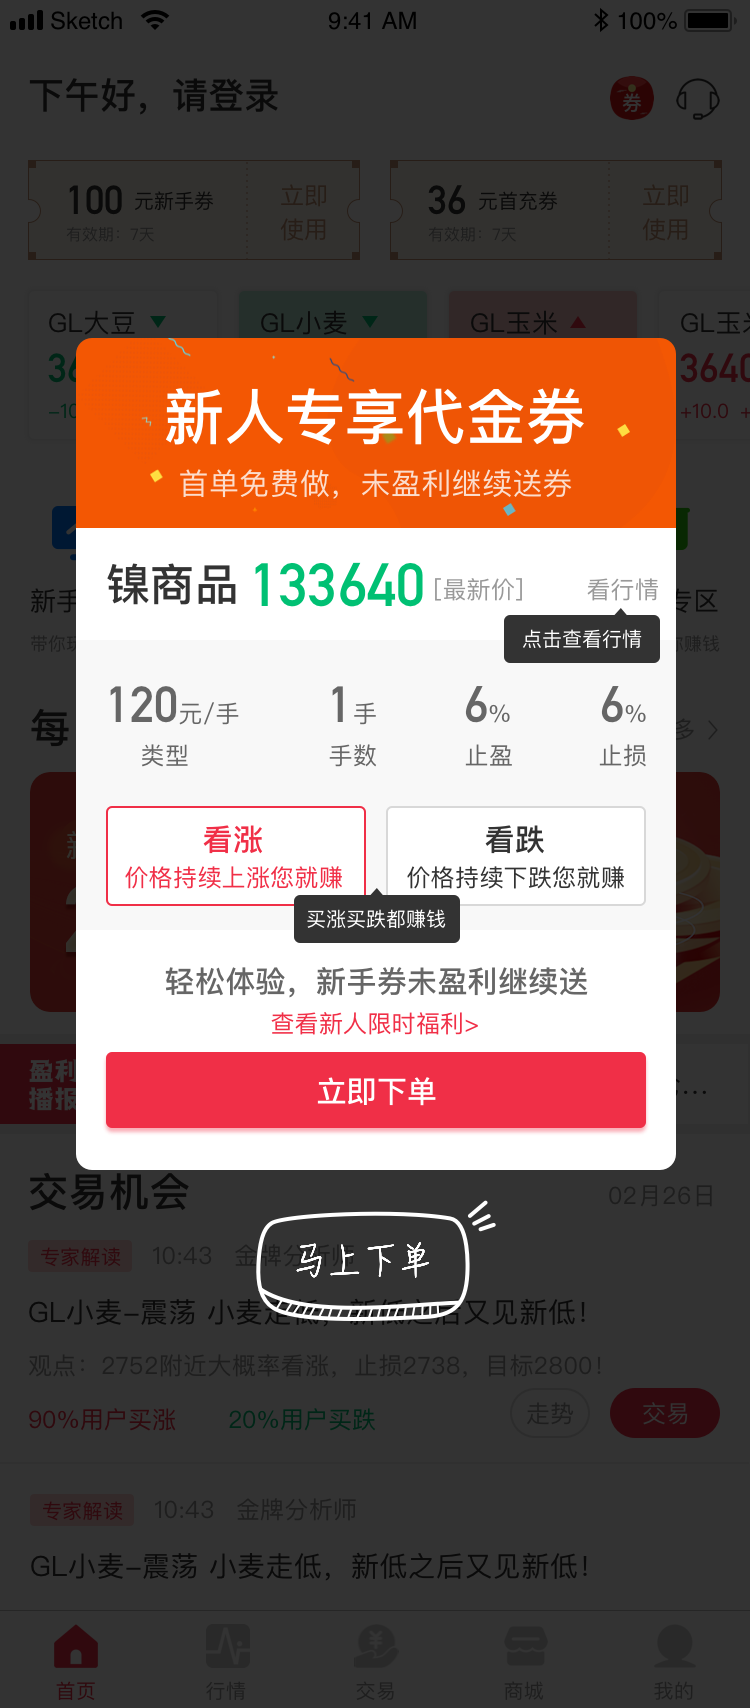 Sketch 9:41 AM 100%
下午好，请登录
券
100 元新手券 立即使用
有效期：7天
36 元首充券 立即使用
有效期：7天
GL大豆 GL小麦 GL玉米 GL玉米
36
3640
-10
+10.0 +
新人专享代金券
首单免费做，未盈利继续送券
镍商品 133640 [最新价] 看行情
点击查看行情
新手
专区
带你玩
你赚钱
120元/手 1手 6% 6%
类型 手数 止盈 止损
每
多
看涨 看跌
价格持续上涨您就赚 价格持续下跌您就赚
买涨买跌都赚钱
轻松体验，新手券未盈利继续送
查看新人限时福利>
立即下单
盈利
播报
...
交易机会 02月26日
马上下单
专家解读 10:43 金牌分析师
GL小麦-震荡 小麦走低，新低之后又见新低！
观点：2752附近大概率看涨，止损2738，目标2800！
90%用户买涨 20%用户买跌 走势 交易
专家解读 10:43 金牌分析师
GL小麦-震荡 小麦走低，新低之后又见新低！
首页 行情 交易 商城 我的